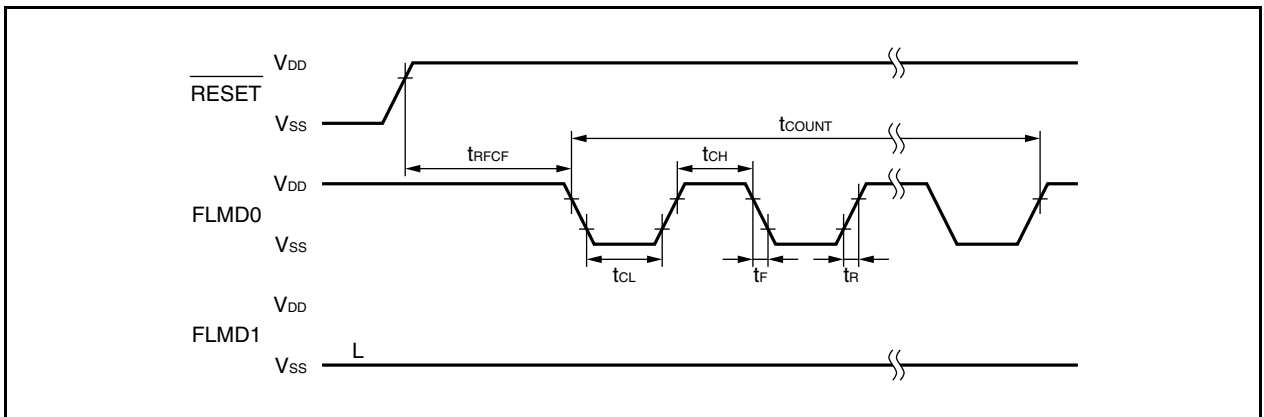 VDD
RESET
VSS
tCOUNT
tRFCF
tCH
VDD
FLMD0
VSS
tCL
tF
tR
VDD
FLMD1
L
VSS